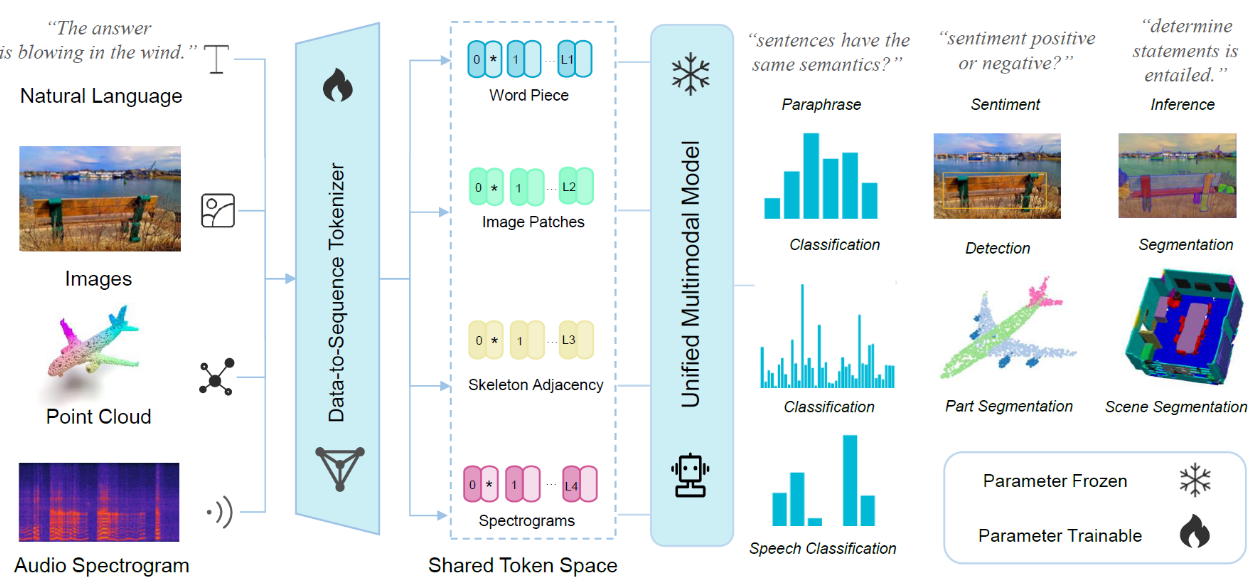 “The answer
is blowing in the wind.”
Natural Language
Images
Point Cloud
Audio Spectrogram
Data-to-Sequence Tokenizer
0 * 1 ... L1
Word Piece
0 * 1 ... L2
Image Patches
0 * 1 ... L3
Skeleton Adjacency
0 * 1 ... L4
Spectrograms
Shared Token Space
Unified Multimodal Model
“sentences have the
same semantics?”
Paraphrase
“sentiment positive
or negative?”
Sentiment
“determine
statements is
entailed.”
Inference
Classification
Detection
Segmentation
Classification
Part Segmentation
Scene Segmentation
Speech Classification
Parameter Frozen
Parameter Trainable